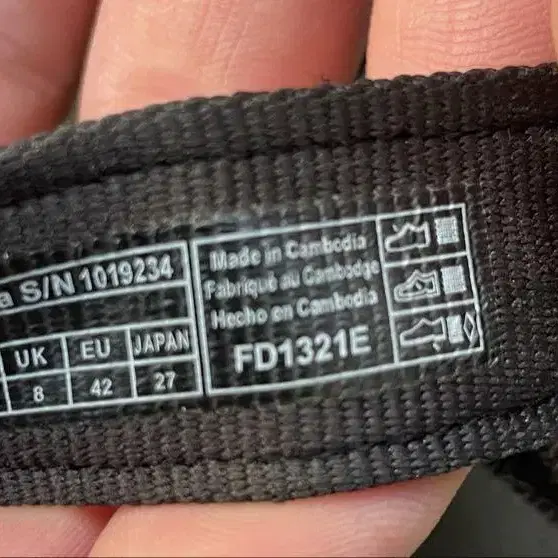 a S/N 1019234
UK EU JAPAN
8 42 27
Made in Cambodia
Fabriqué au Cambodge
Hecho en Cambodia
FD1321E